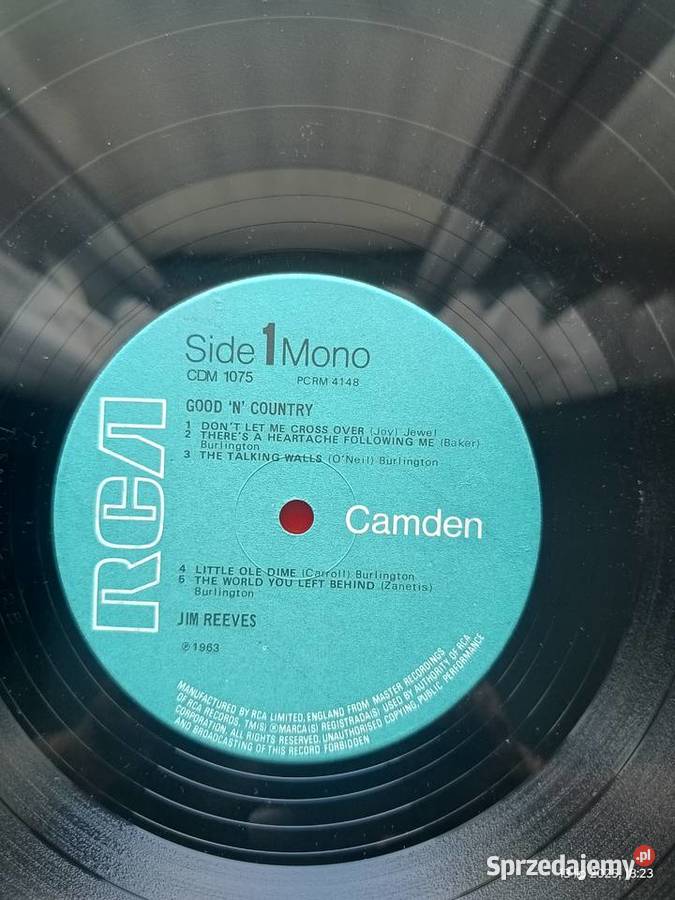 Side 1 Mono
CDM 1075 PCRM 4148
GOOD 'N' COUNTRY
1 DON'T LET ME CROSS OVER (Joy) Jewel
2 THERE'S A HEARTACHE FOLLOWING ME (Baker)
Burlington
3 THE TALKING WALLS (O'Neil) Burlington
RCA
Camden
4 LITTLE OLE DIME (Carroll) Burlington
5 THE WORLD YOU LEFT BEHIND (Zanetis)
Burlington
JIM REEVES
℗ 1963
MANUFACTURED BY RCA LIMITED, ENGLAND FROM MASTER RECORDINGS
OF RCA RECORDS, TM(S) ® MARCA(S) REGISTRADA(S) USED BY AUTHORITY OF RCA
CORPORATION. ALL RIGHTS RESERVED. UNAUTHORISED COPYING, PUBLIC PERFORMANCE
AND BROADCASTING OF THIS RECORD FORBIDDEN
Sprzedajemy.pl
2025, 23